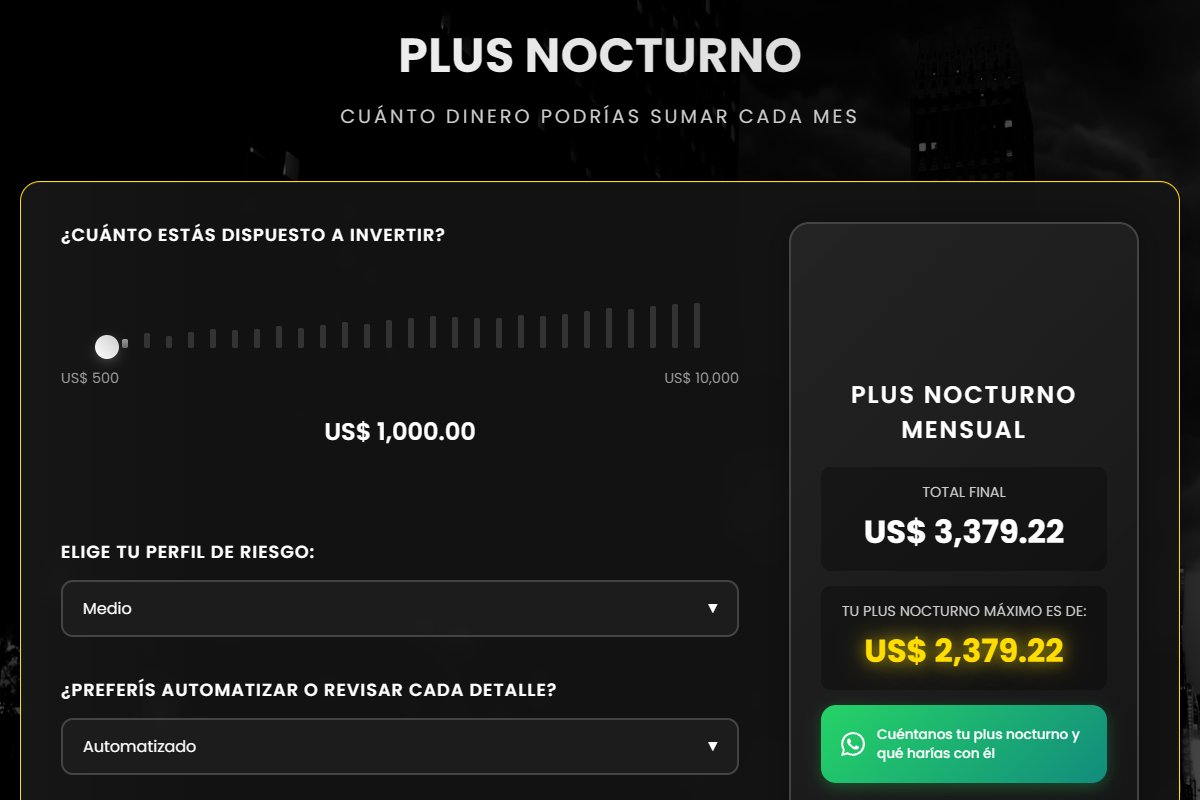 PLUS NOCTURNO
CUÁNTO DINERO PODRÍAS SUMAR CADA MES
¿CUÁNTO ESTÁS DISPUESTO A INVERTIR?
US$ 500
US$ 10,000
US$ 1,000.00
ELIGE TU PERFIL DE RIESGO:
Medio
¿PREFERÍS AUTOMATIZAR O REVISAR CADA DETALLE?
Automatizado
PLUS NOCTURNO
MENSUAL
TOTAL FINAL
US$ 3,379.22
TU PLUS NOCTURNO MÁXIMO ES DE:
US$ 2,379.22
Cuéntanos tu plus nocturno y
qué harías con él